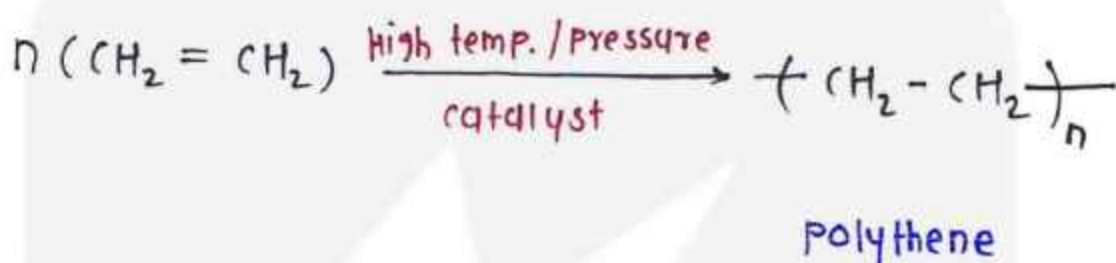 n(CH₂ = CH₂) High temp./pressure catalyst → -(CH₂ - CH₂)-ₙ
polythene